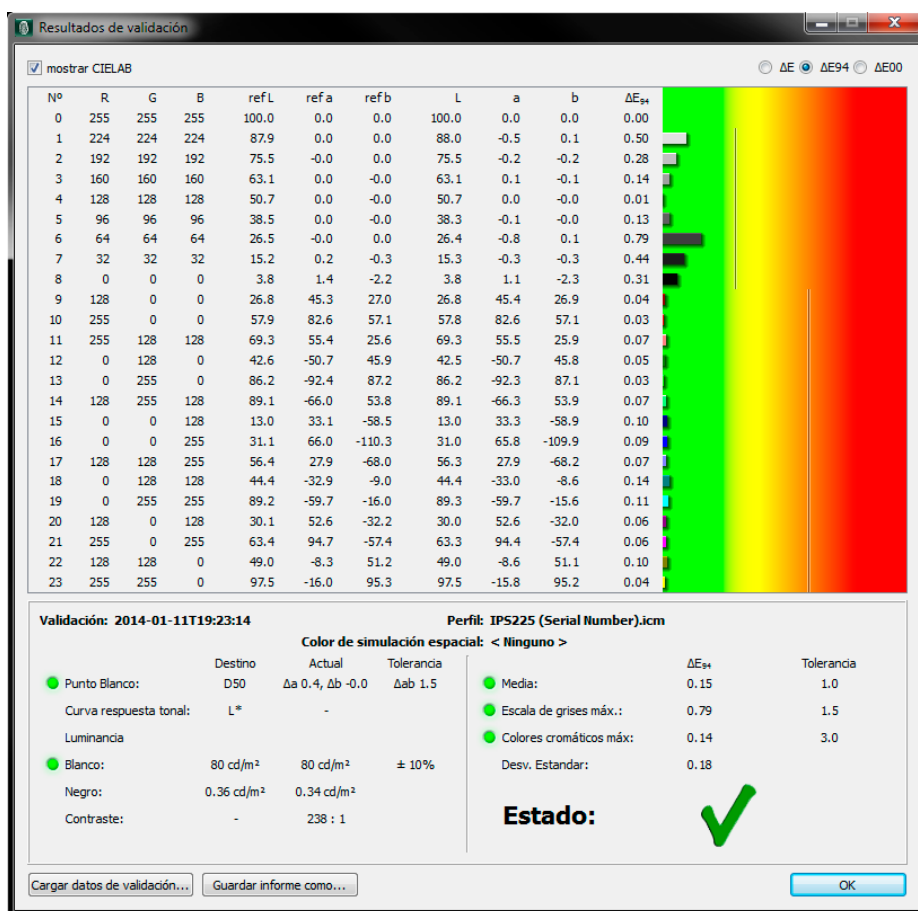 Resultados de validación
mostrar CIELAB ΔE ΔE94 ΔE00
Nº R G B ref L ref a ref b L a b ΔE₉₄
0 255 255 255 100.0 0.0 0.0 100.0 0.0 0.0 0.00
1 224 224 224 87.9 0.0 0.0 88.0 -0.5 0.1 0.50
2 192 192 192 75.5 -0.0 0.0 75.5 -0.2 -0.2 0.28
3 160 160 160 63.1 0.0 -0.0 63.1 0.1 -0.1 0.14
4 128 128 128 50.7 0.0 -0.0 50.7 0.0 -0.0 0.01
5 96 96 96 38.5 0.0 -0.0 38.3 -0.1 -0.0 0.13
6 64 64 64 26.5 -0.0 0.0 26.4 -0.8 0.1 0.79
7 32 32 32 15.2 0.2 -0.3 15.3 -0.3 -0.3 0.44
8 0 0 0 3.8 1.4 -2.2 3.8 1.1 -2.3 0.31
9 128 0 0 26.8 45.3 27.0 26.8 45.4 26.9 0.04
10 255 0 0 57.9 82.6 57.1 57.8 82.6 57.1 0.03
11 255 128 128 69.3 55.4 25.6 69.3 55.5 25.9 0.07
12 0 128 0 42.6 -50.7 45.9 42.5 -50.7 45.8 0.05
13 0 255 0 86.2 -92.4 87.2 86.2 -92.3 87.1 0.03
14 128 255 128 89.1 -66.0 53.8 89.1 -66.3 53.9 0.07
15 0 0 128 13.0 33.1 -58.5 13.0 33.3 -58.9 0.10
16 0 0 255 31.1 66.0 -110.3 31.0 65.8 -109.9 0.09
17 128 128 255 56.4 27.9 -68.0 56.3 27.9 -68.2 0.07
18 0 128 128 44.4 -32.9 -9.0 44.4 -33.0 -8.6 0.14
19 0 255 255 89.2 -59.7 -16.0 89.3 -59.7 -15.6 0.11
20 128 0 128 30.1 52.6 -32.2 30.0 52.6 -32.0 0.06
21 255 0 255 63.4 94.7 -57.4 63.3 94.4 -57.4 0.06
22 128 128 0 49.0 -8.3 51.2 49.0 -8.6 51.1 0.10
23 255 255 0 97.5 -16.0 95.3 97.5 -15.8 95.2 0.04
Validación: 2014-01-11T19:23:14 Perfil: IPS225 (Serial Number).icm
Color de simulación espacial: < Ninguno >
Destino Actual Tolerancia ΔE₉₄ Tolerancia
Punto Blanco: D50 Δa 0.4, Δb -0.0 Δab 1.5 Media: 0.15 1.0
Curva respuesta tonal: L* - Escala de grises máx.: 0.79 1.5
Luminancia Colores cromáticos máx: 0.14 3.0
Blanco: 80 cd/m² 80 cd/m² ± 10% Desv. Estandar: 0.18
Negro: 0.36 cd/m² 0.34 cd/m²
Contraste: - 238 : 1 Estado:
Cargar datos de validación... Guardar informe como... OK